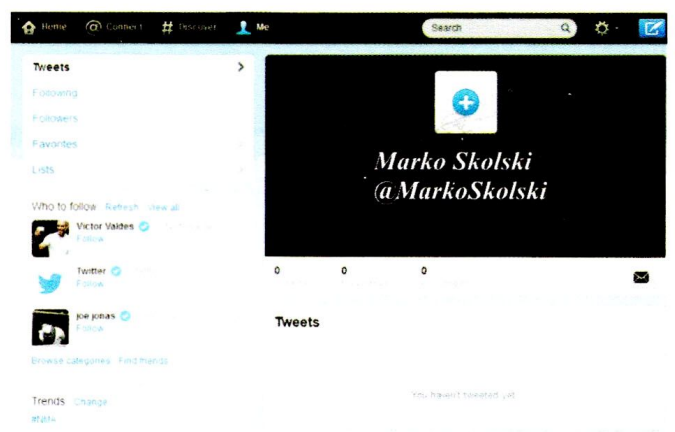 Home Connect # Discover Me Search
Tweets
Following
Followers
Favorites
Lists
Who to follow Refresh View all
Victor Valdes
Follow
Twitter
Follow
joe jonas
Follow
Browse categories Find friends
Trends Change
Marko Skolski
@MarkoSkolski
0 0 0
Tweets
You haven't tweeted yet